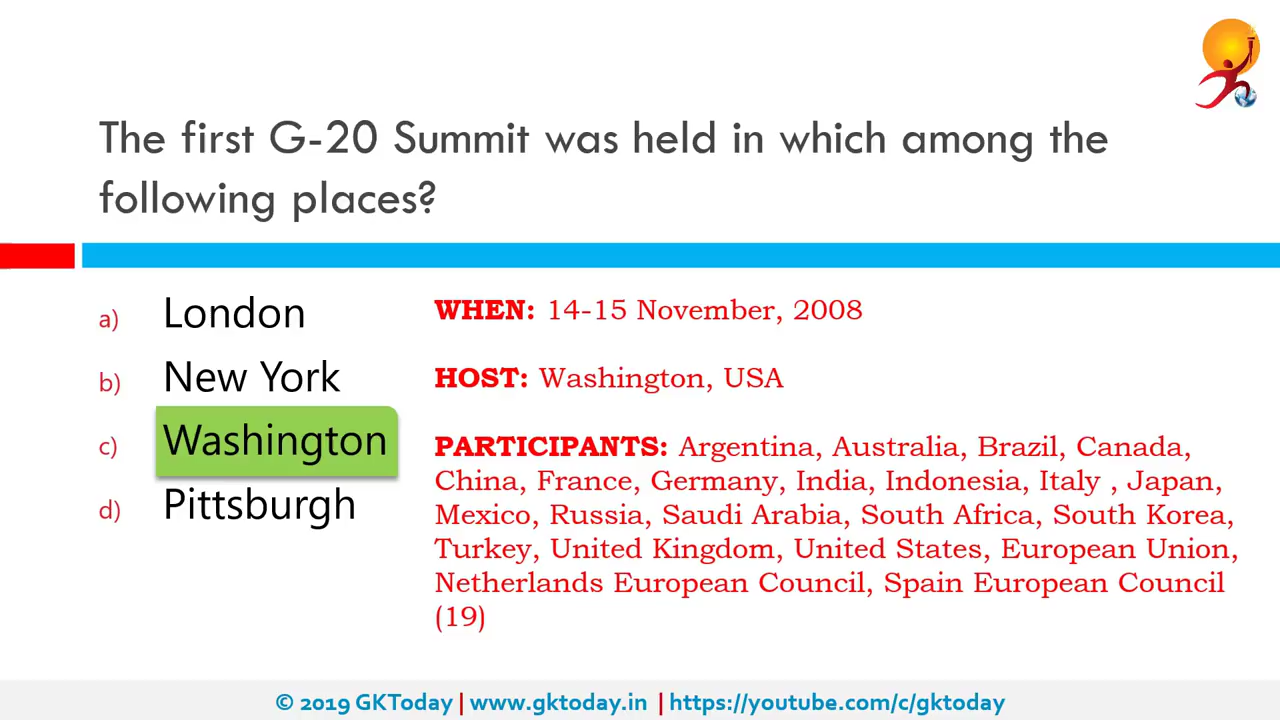 The first G-20 Summit was held in which among the
following places?
a) London
b) New York
c) Washington
d) Pittsburgh
WHEN: 14-15 November, 2008
HOST: Washington, USA
PARTICIPANTS: Argentina, Australia, Brazil, Canada,
China, France, Germany, India, Indonesia, Italy , Japan,
Mexico, Russia, Saudi Arabia, South Africa, South Korea,
Turkey, United Kingdom, United States, European Union,
Netherlands European Council, Spain European Council
(19)
© 2019 GKToday | www.gktoday.in | https://youtube.com/c/gktoday